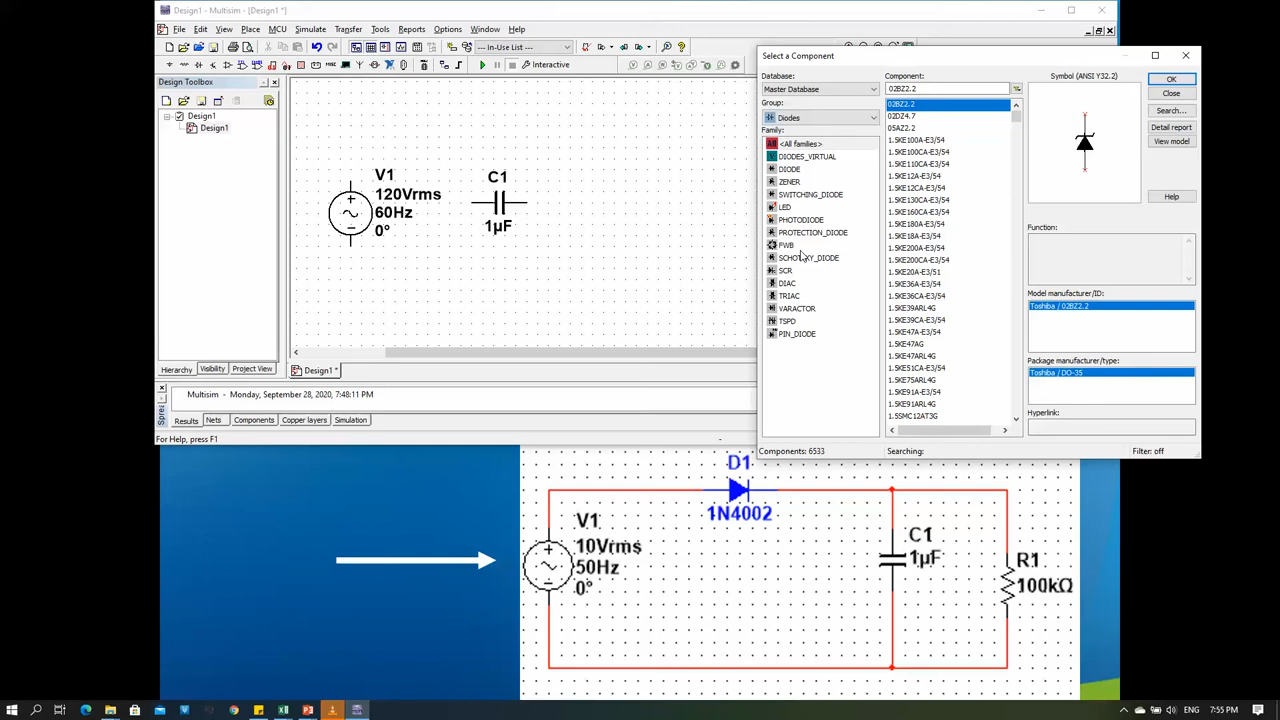 Design1 - Multisim - [Design1 *]
File Edit View Place MCU Simulate Transfer Tools Reports Options Window Help
--- In-Use List ---
Interactive
Design Toolbox
Design1
Design1
Hierarchy Visibility Project View
V1
120Vrms
60Hz
0°
C1
1µF
Design1 *
Multisim - Monday, September 28, 2020, 7:48:11 PM
Results Nets Components Copper layers Simulation
For Help, press F1
-
Select a Component
Database:
Master Database
Group:
Diodes
Family:
All <All families>
DIODES_VIRTUAL
DIODE
ZENER
SWITCHING_DIODE
LED
PHOTODIODE
PROTECTION_DIODE
FWB
SCHOTTKY_DIODE
SCR
DIAC
TRIAC
VARACTOR
TSPD
PIN_DIODE
Components: 6533
Component:
02BZ2.2
02BZ2.2
02DZ4.7
05AZ2.2
1.5KE100A-E3/54
1.5KE100CA-E3/54
1.5KE110CA-E3/54
1.5KE12A-E3/54
1.5KE12CA-E3/54
1.5KE130CA-E3/54
1.5KE160CA-E3/54
1.5KE180A-E3/54
1.5KE18A-E3/54
1.5KE200A-E3/54
1.5KE200CA-E3/54
1.5KE20A-E3/51
1.5KE36A-E3/54
1.5KE36CA-E3/54
1.5KE39ARL4G
1.5KE39CA-E3/54
1.5KE47A-E3/54
1.5KE47AG
1.5KE47ARL4G
1.5KE51CA-E3/54
1.5KE75ARL4G
1.5KE91A-E3/54
1.5KE91ARL4G
1.5SMC12AT3G
Searching:
Symbol (ANSI Y32.2)
OK
Close
Search...
Detail report
View model
Help
Function:
Model manufacturer/ID:
Toshiba / 02BZ2.2
Package manufacturer/type:
Toshiba / DO-35
Hyperlink:
Filter: off
D1
1N4002
V1
10Vrms
50Hz
0°
C1
1µF
R1
100kΩ
ENG 7:55 PM